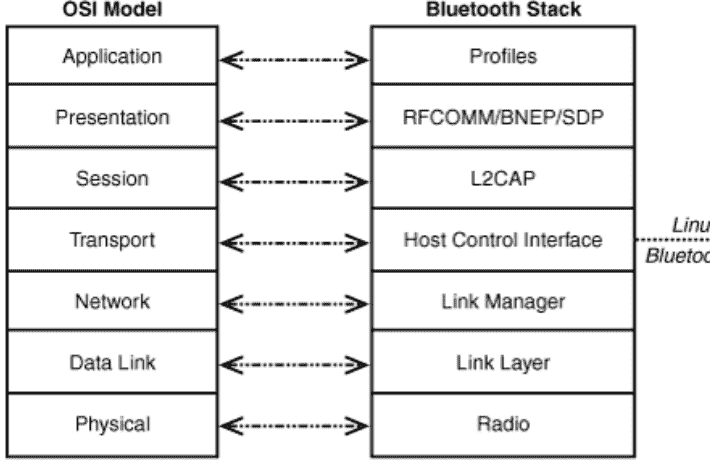 OSI Model
Bluetooth Stack
Application
Profiles
Presentation
RFCOMM/BNEP/SDP
Session
L2CAP
Transport
Host Control Interface
Network
Link Manager
Data Link
Link Layer
Physical
Radio